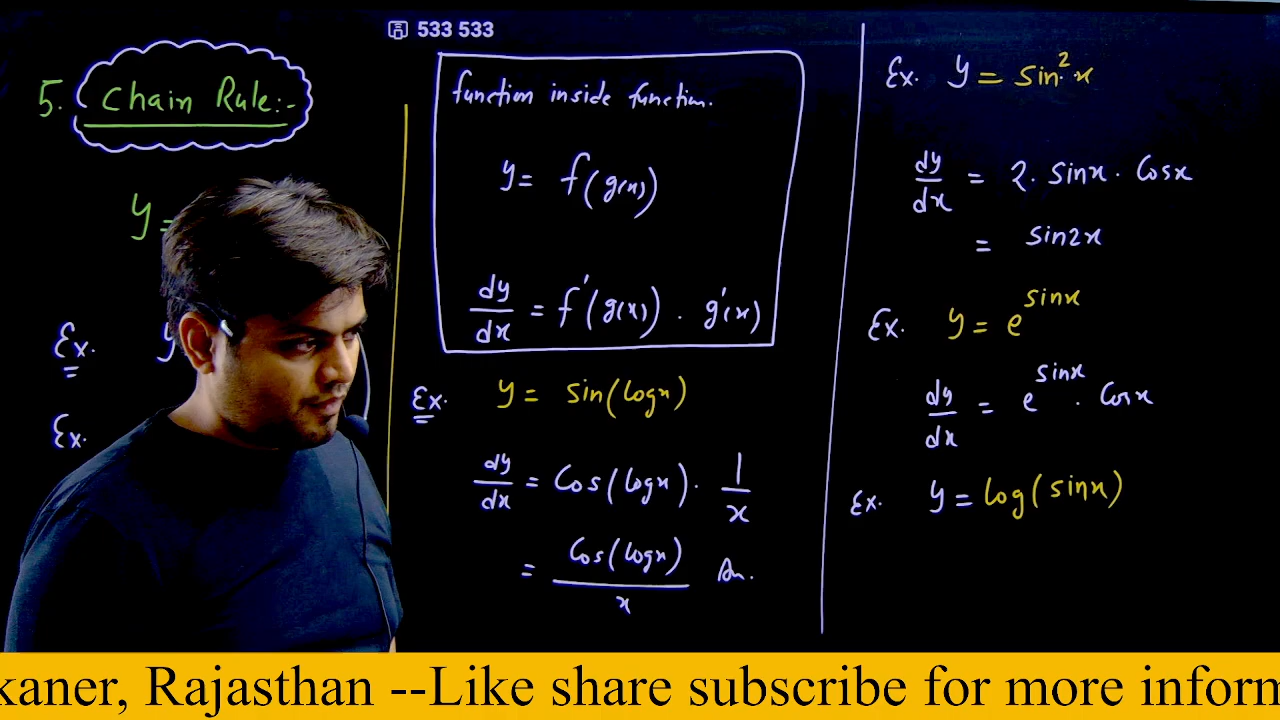 533 533
5. Chain Rule:-
y=
Ex. y
Ex.
function inside function.
y = f(g(x))
dy/dx = f'(g(x)) . g'(x)
Ex. y = sin(logx)
dy/dx = Cos(logx) . 1/x
= Cos(logx)/x An.
Ex. y = sin²x
dy/dx = 2. sinx . Cosx
= sin2x
Ex. y = e^sinx
dy/dx = e^sinx . Cosx
Ex. y = log(sinx)
kaner, Rajasthan --Like share subscribe for more inform